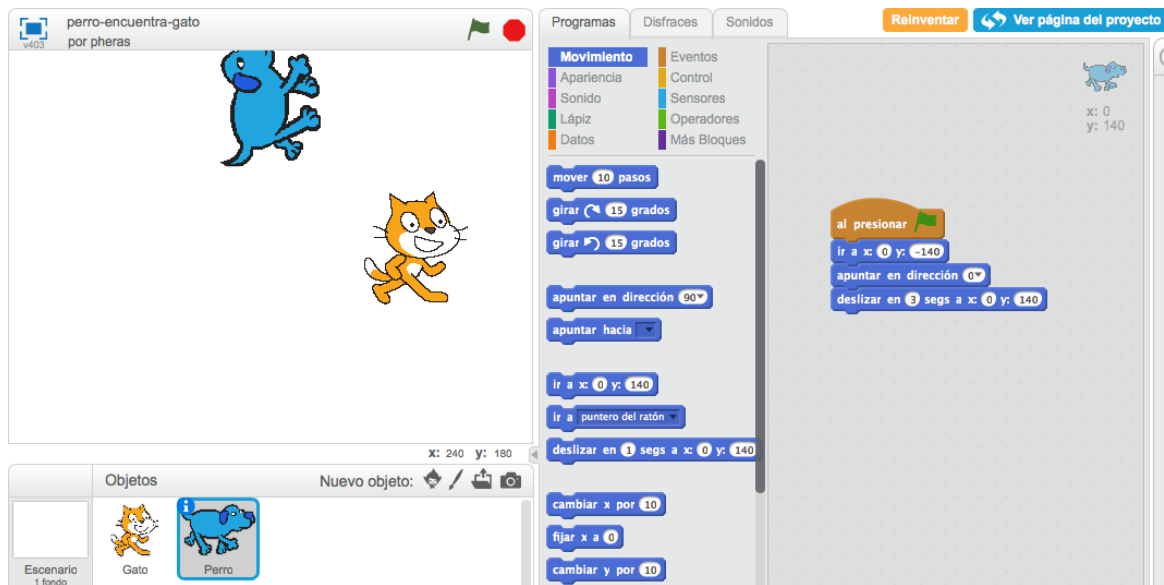 perro-encuentra-gato
por pheras
v403
Programas
Disfraces
Sonidos
Reinventar
Ver página del proyecto
Movimiento
Apariencia
Sonido
Lápiz
Datos
Eventos
Control
Sensores
Operadores
Más Bloques
mover 10 pasos
girar 15 grados
girar 15 grados
apuntar en dirección 90
apuntar hacia
ir a x: 0 y: 140
ir a puntero del ratón
deslizar en 1 segs a x: 0 y: 140
cambiar x por 10
fijar x a 0
cambiar y por 10
x: 0
y: 140
al presionar
ir a x: 0 y: -140
apuntar en dirección 0
deslizar en 3 segs a x: 0 y: 140
x: 240 y: 180
Objetos
Nuevo objeto:
Escenario
1 fondo
Gato
Perro